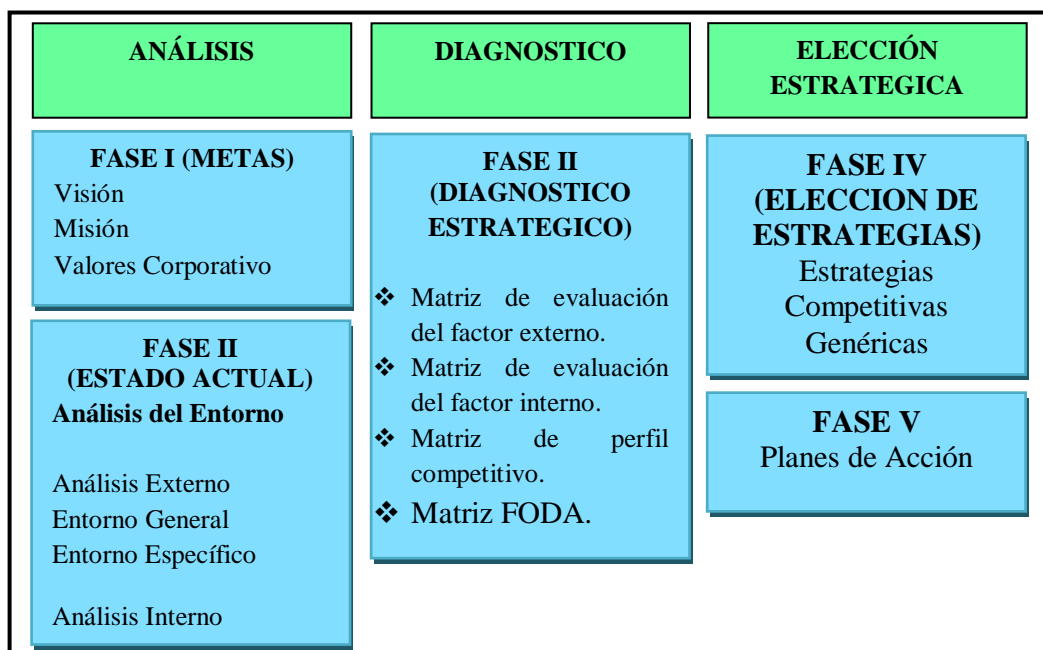 ANÁLISIS
FASE I (METAS)
Visión
Misión
Valores Corporativo
FASE II
(ESTADO ACTUAL)
Análisis del Entorno
Análisis Externo
Entorno General
Entorno Específico
Análisis Interno
DIAGNOSTICO
FASE II
(DIAGNOSTICO
ESTRATEGICO)
❖ Matriz de evaluación
del factor externo.
❖ Matriz de evaluación
del factor interno.
❖ Matriz de perfil
competitivo.
❖ Matriz FODA.
ELECCIÓN
ESTRATEGICA
FASE IV
(ELECCION DE
ESTRATEGIAS)
Estrategias
Competitivas
Genéricas
FASE V
Planes de Acción